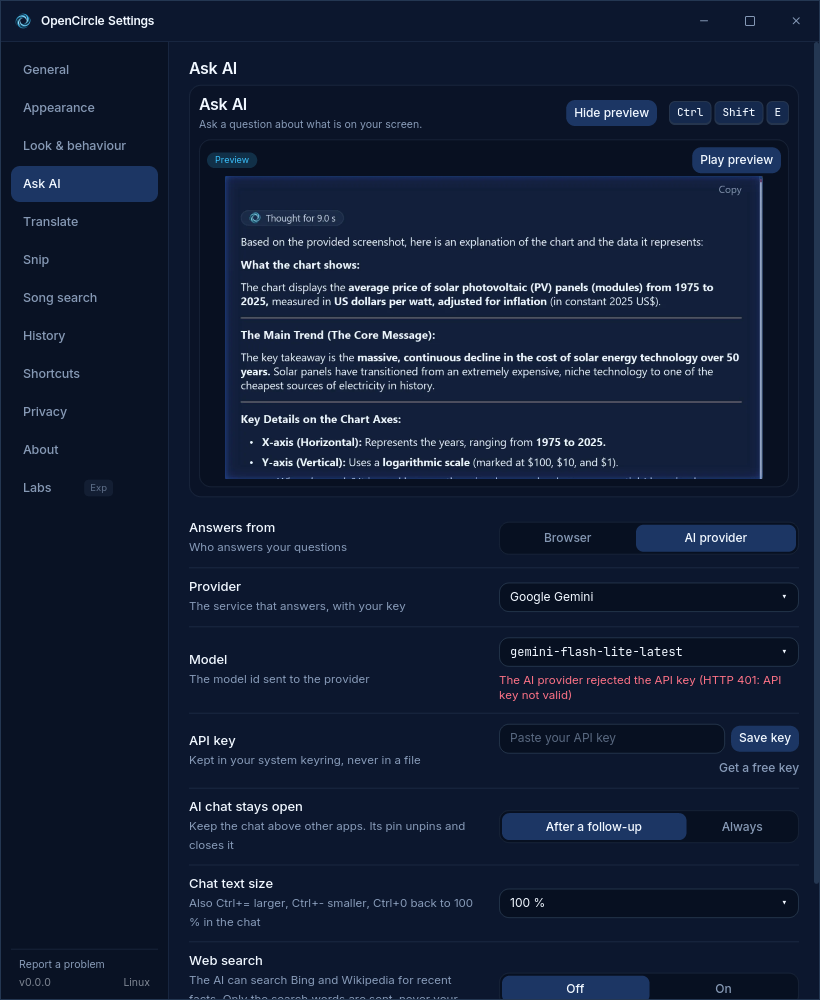 OpenCircle Settings
General
Appearance
Look & behaviour
Ask AI
Translate
Snip
Song search
History
Shortcuts
Privacy
About
Labs Exp
Report a problem
v0.0.0 Linux
Ask AI
Ask AI
Ask a question about what is on your screen.
Hide preview Ctrl Shift E
Preview Play preview
Copy
Thought for 9.0 s
Based on the provided screenshot, here is an explanation of the chart and the data it represents:
What the chart shows:
The chart displays the average price of solar photovoltaic (PV) panels (modules) from 1975 to
2025, measured in US dollars per watt, adjusted for inflation (in constant 2025 US$).
The Main Trend (The Core Message):
The key takeaway is the massive, continuous decline in the cost of solar energy technology over 50
years. Solar panels have transitioned from an extremely expensive, niche technology to one of the
cheapest sources of electricity in history.
Key Details on the Chart Axes:
• X-axis (Horizontal): Represents the years, ranging from 1975 to 2025.
• Y-axis (Vertical): Uses a logarithmic scale (marked at $100, $10, and $1).
Answers from
Who answers your questions
Browser AI provider
Provider
The service that answers, with your key
Google Gemini
Model
The model id sent to the provider
gemini-flash-lite-latest
The AI provider rejected the API key (HTTP 401: API
key not valid)
API key
Kept in your system keyring, never in a file
Paste your API key Save key
Get a free key
AI chat stays open
Keep the chat above other apps. Its pin unpins and
closes it
After a follow-up Always
Chat text size
Also Ctrl+= larger, Ctrl+- smaller, Ctrl+0 back to 100
% in the chat
100 %
Web search
The AI can search Bing and Wikipedia for recent
facts. Only the search words are sent, never your
Off On